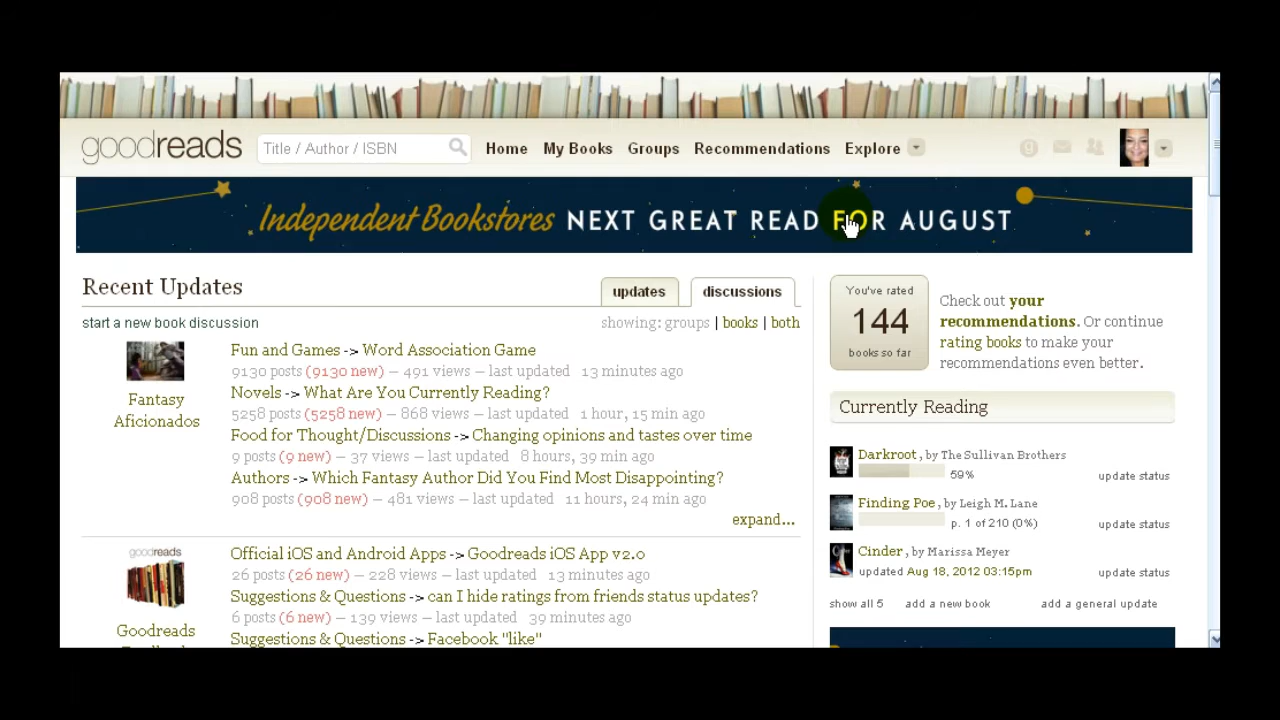 goodreads
Title / Author / ISBN
Home My Books Groups Recommendations Explore
Independent Bookstores NEXT GREAT READ FOR AUGUST
Recent Updates
updates discussions
start a new book discussion
showing: groups | books | both
Fantasy
Aficionados
Fun and Games -> Word Association Game
9130 posts (9130 new) — 491 views — last updated 13 minutes ago
Novels -> What Are You Currently Reading?
5258 posts (5258 new) — 868 views — last updated 1 hour, 15 min ago
Food for Thought/Discussions -> Changing opinions and tastes over time
9 posts (9 new) — 37 views — last updated 8 hours, 39 min ago
Authors -> Which Fantasy Author Did You Find Most Disappointing?
908 posts (908 new) — 481 views — last updated 11 hours, 24 min ago
expand...
goodreads
Goodreads
Official iOS and Android Apps -> Goodreads iOS App v2.0
26 posts (26 new) — 228 views — last updated 13 minutes ago
Suggestions & Questions -> can I hide ratings from friends status updates?
6 posts (6 new) — 139 views — last updated 39 minutes ago
Suggestions & Questions -> Facebook "like"
You've rated
144
books so far
Check out your
recommendations. Or continue
rating books to make your
recommendations even better.
Currently Reading
Darkroot , by The Sullivan Brothers
59% update status
Finding Poe , by Leigh M. Lane
p. 1 of 210 (0%) update status
Cinder , by Marissa Meyer
updated Aug 18, 2012 03:15pm update status
show all 5 add a new book add a general update